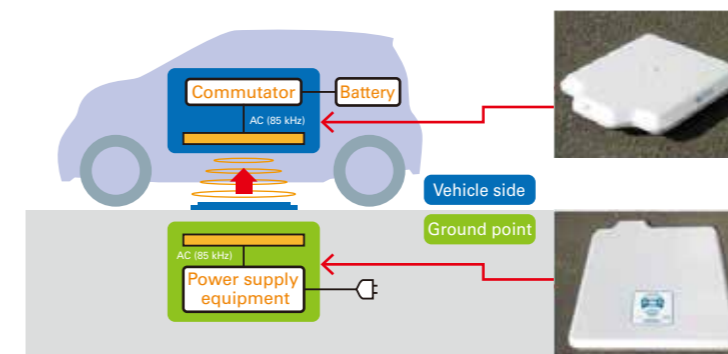 Commutator
Battery
AC (85 kHz)
Vehicle side
Ground point
AC (85 kHz)
Power supply
equipment